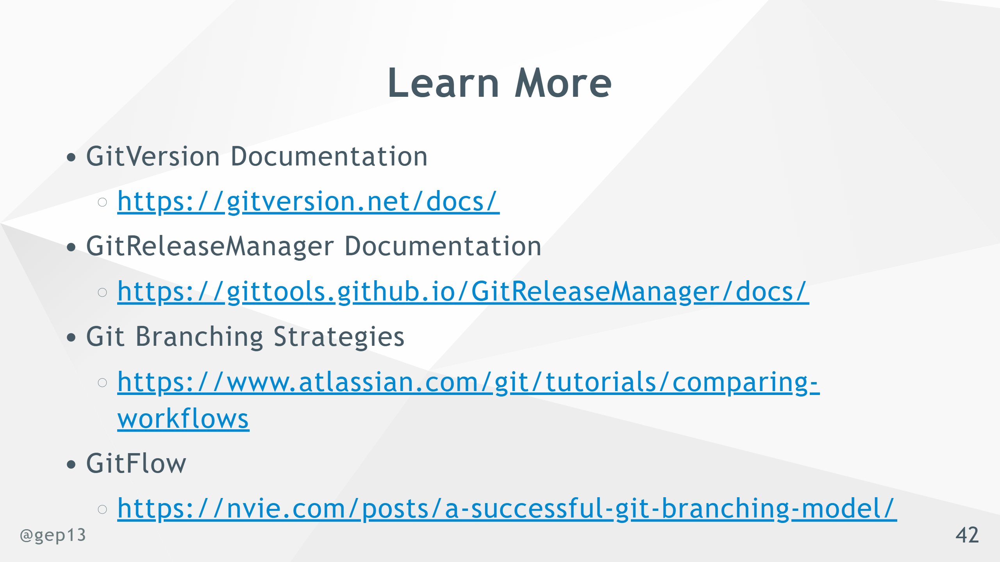 Learn More
• GitVersion Documentation
○ https://gitversion.net/docs/
• GitReleaseManager Documentation
○ https://gittools.github.io/GitReleaseManager/docs/
• Git Branching Strategies
○ https://www.atlassian.com/git/tutorials/comparing-
workflows
• GitFlow
○ https://nvie.com/posts/a-successful-git-branching-model/
@gep13
42